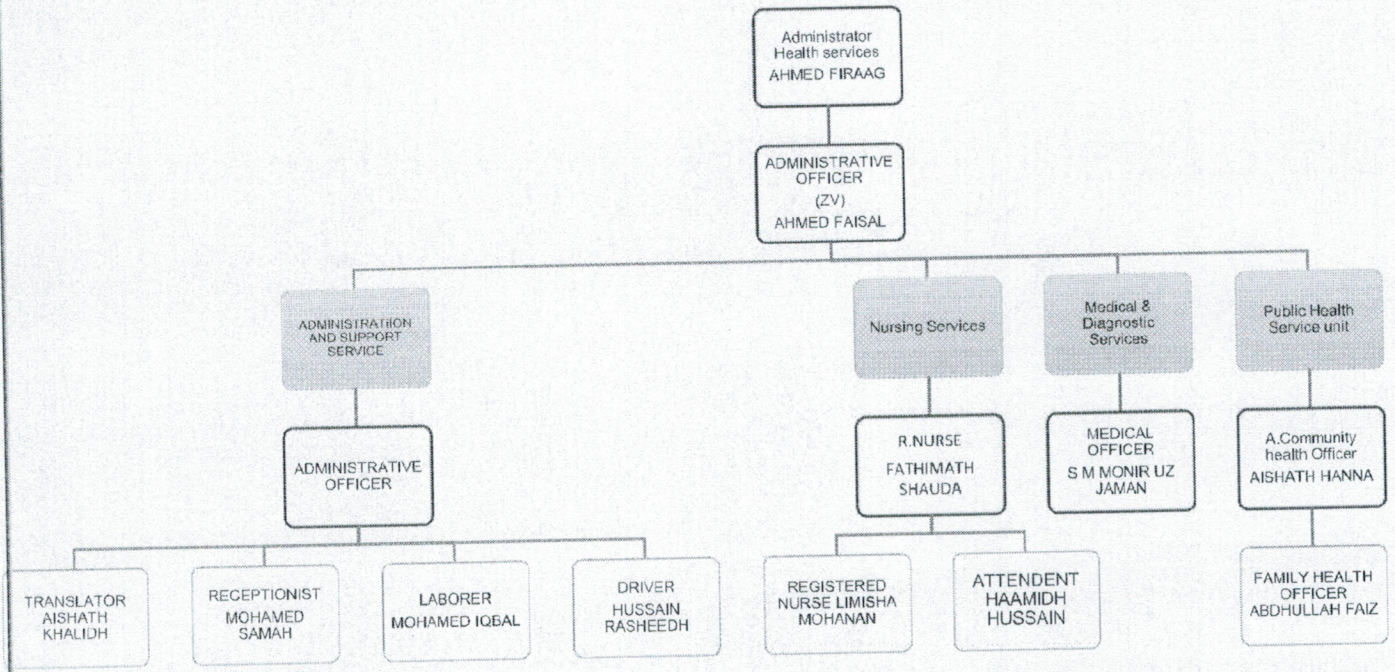 Administrator
Health services
AHMED FIRAAG
ADMINISTRATIVE
OFFICER
(ZV)
AHMED FAISAL
ADMINISTRATIION
AND SUPPORT
SERVICE
Nursing Services
Medical &
Diagnostic
Services
Public Health
Service unit
ADMINISTRATIVE
OFFICER
R.NURSE
FATHIMATH
SHAUDA
MEDICAL
OFFICER
S M MONIR UZ
JAMAN
A.Community
health Officer
AISHATH HANNA
TRANSLATOR
AISHATH
KHALIDH
RECEPTIONIST
MOHAMED
SAMAH
LABORER
MOHAMED IQBAL
DRIVER
HUSSAIN
RASHEEDH
REGISTERED
NURSE LIMISHA
MOHANAN
ATTENDENT
HAAMIDH
HUSSAIN
FAMILY HEALTH
OFFICER
ABDHULLAH FAIZ